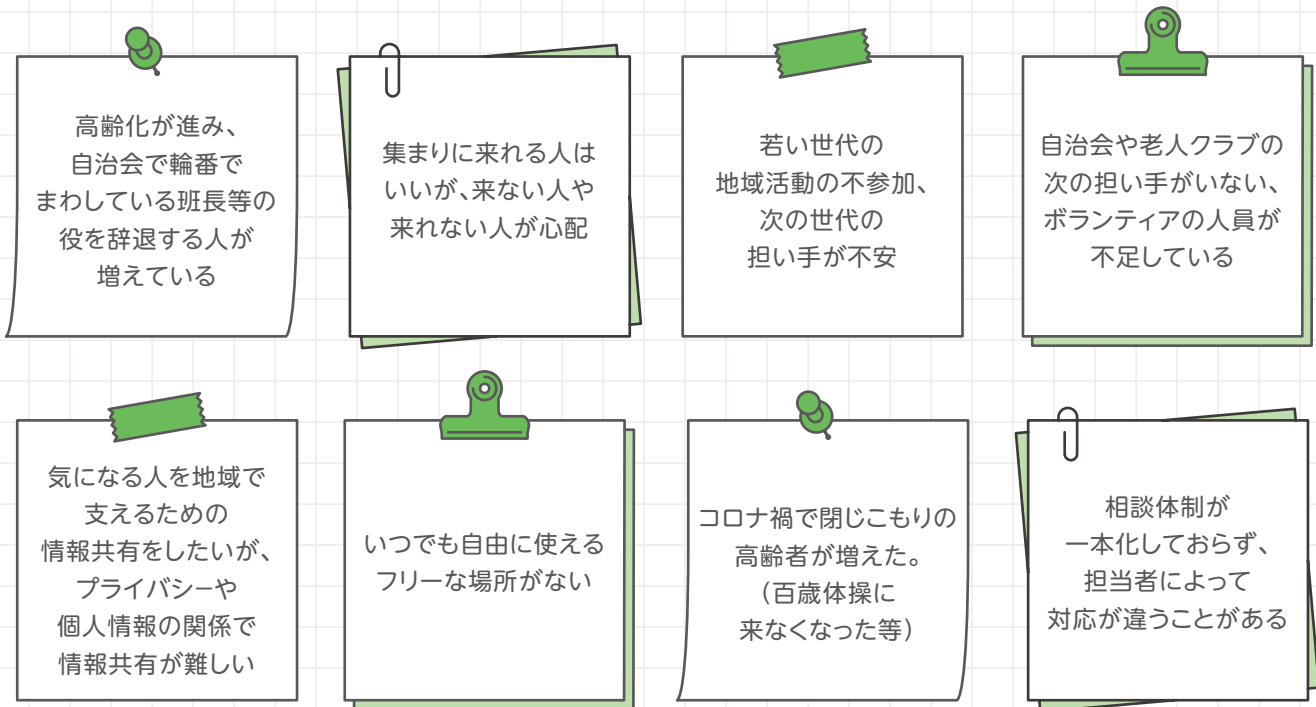 高齢化が進み、
自治会で輪番で
まわしている班長等の
役を辞退する人が
増えている
集まりに来れる人は
いいが、来ない人や
来れない人が心配
若い世代の
地域活動の不参加、
次の世代の
担い手が不安
自治会や老人クラブの
次の担い手がいない、
ボランティアの人員が
不足している
気になる人を地域で
支えるための
情報共有をしたいが、
プライバシーや
個人情報の関係で
情報共有が難しい
いつでも自由に使える
フリーな場所がない
コロナ禍で閉じこもりの
高齢者が増えた。
（百歳体操に
来なくなった等）
相談体制が
一本化しておらず、
担当者によって
対応が違うことがある